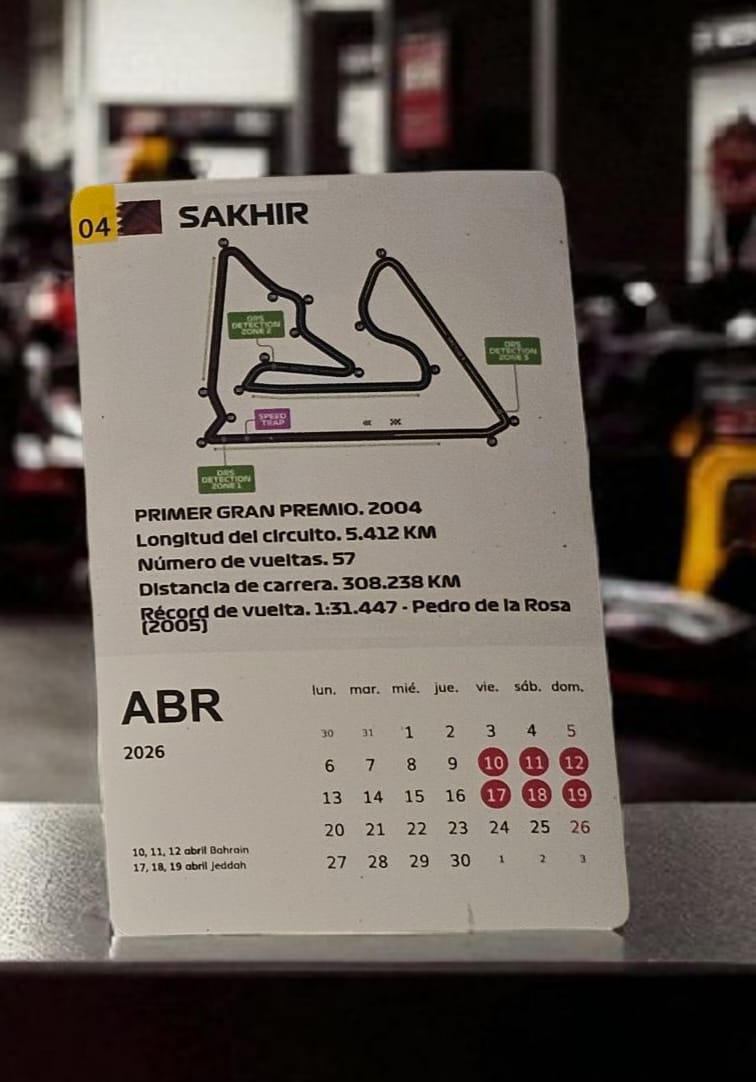 04 SAKHIR
DRS
DETECTION
ZONE 2
DRS
DETECTION
ZONE 3
SPEED
TRAP
DRS
DETECTION
ZONE 1
PRIMER GRAN PREMIO. 2004
Longitud del circuito. 5.412 KM
Número de vueltas. 57
Distancia de carrera. 308.238 KM
Récord de vuelta. 1:31.447 - Pedro de la Rosa
(2005)
ABR
2026
lun. mar. mié. jue. vie. sáb. dom.
30 31 1 2 3 4 5
6 7 8 9 10 11 12
13 14 15 16 17 18 19
20 21 22 23 24 25 26
27 28 29 30 1 2 3
10, 11, 12 abril Bahrain
17, 18, 19 abril Jeddah